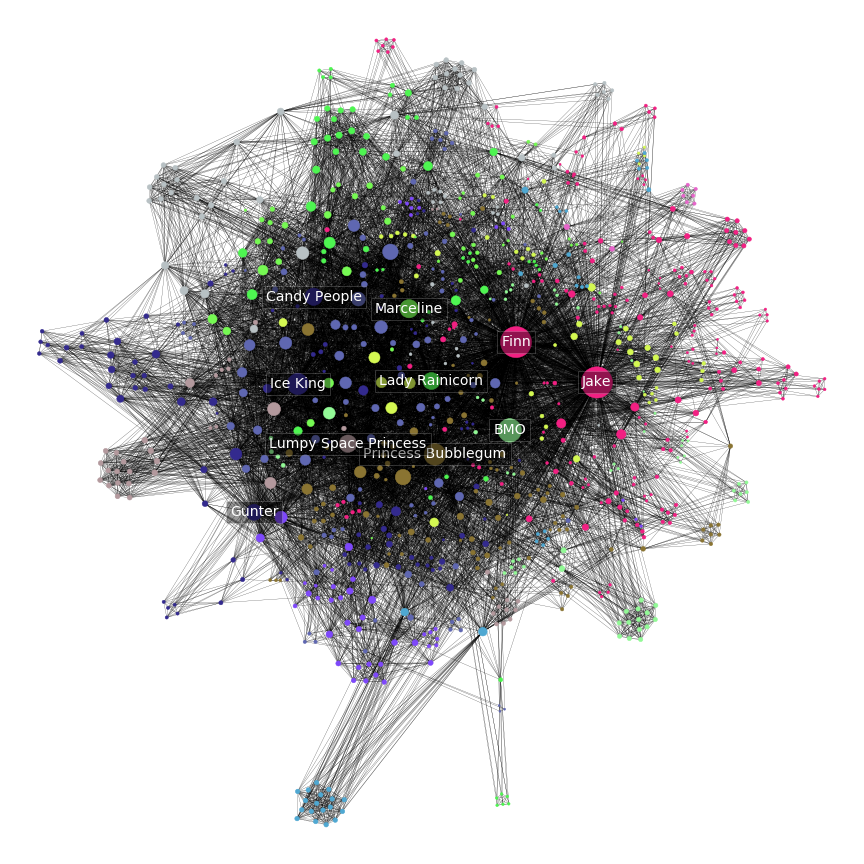 Candy People
Marceline
Finn
Ice King
Lady Rainicorn
Jake
BMO
Lumpy Space Princess
Princess Bubblegum
Gunter